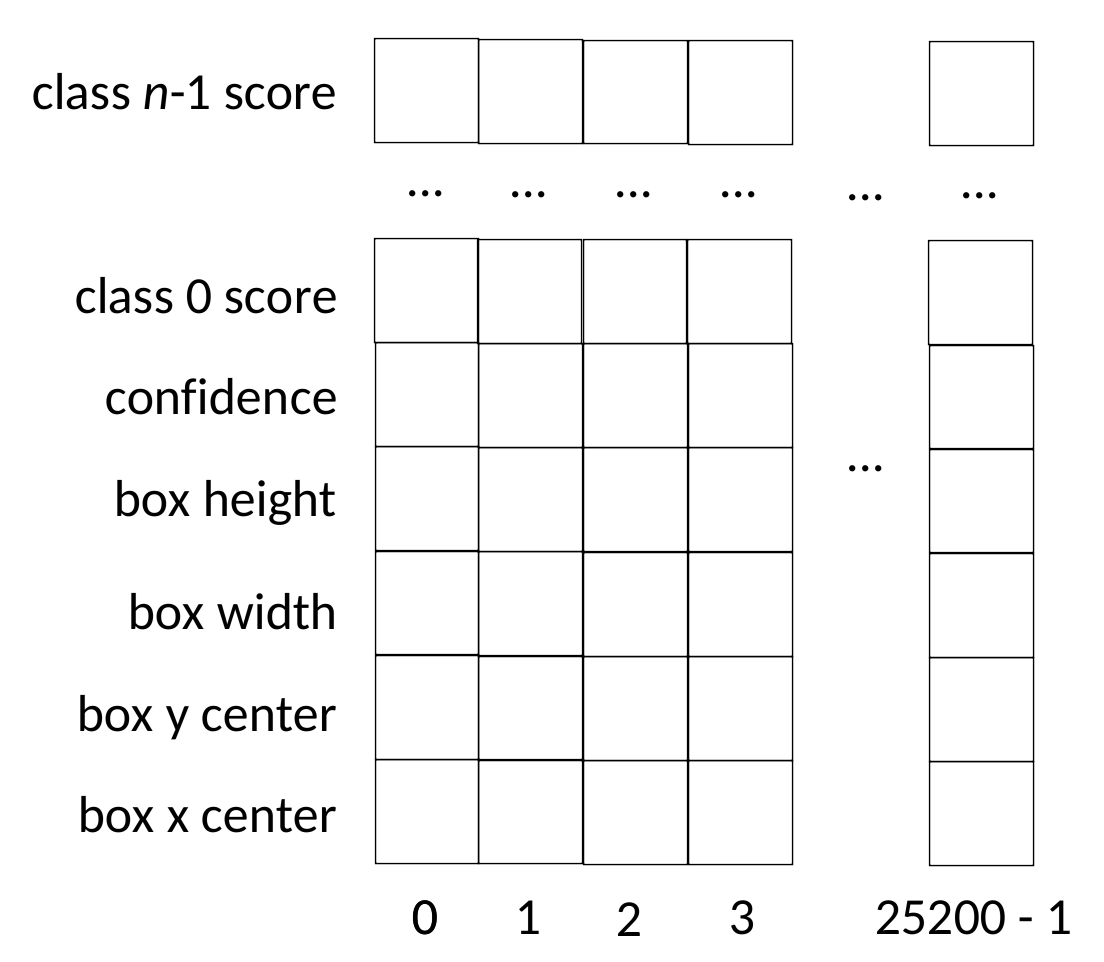 class n-1 score
... ... ... ... ... ...
class 0 score
confidence
...
box height
box width
box y center
box x center
0 1 2 3 25200 - 1